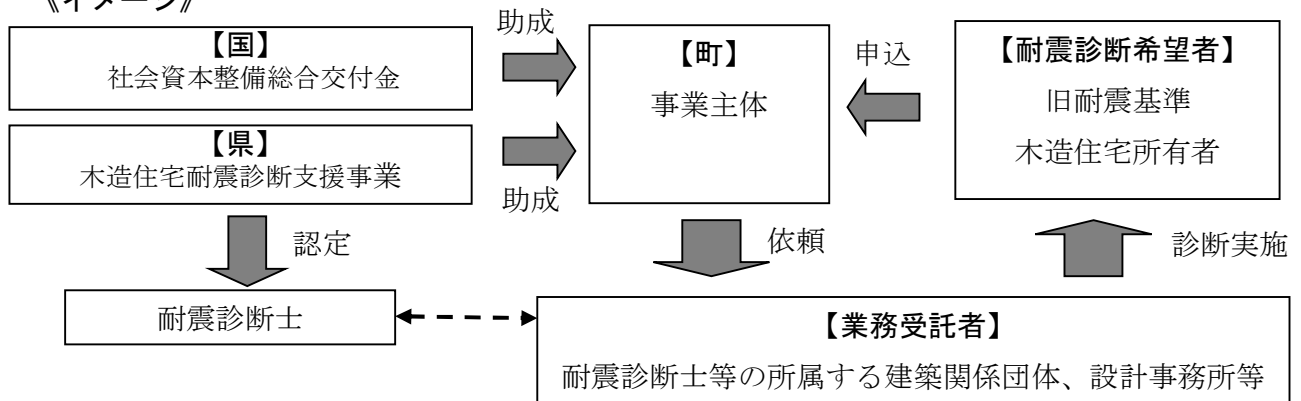 《イメージ》
【国】
社会資本整備総合交付金
助成
【町】
事業主体
申込
【耐震診断希望者】
旧耐震基準
木造住宅所有者
【県】
木造住宅耐震診断支援事業
助成
認定
依頼
診断実施
耐震診断士
【業務受託者】
耐震診断士等の所属する建築関係団体、設計事務所等